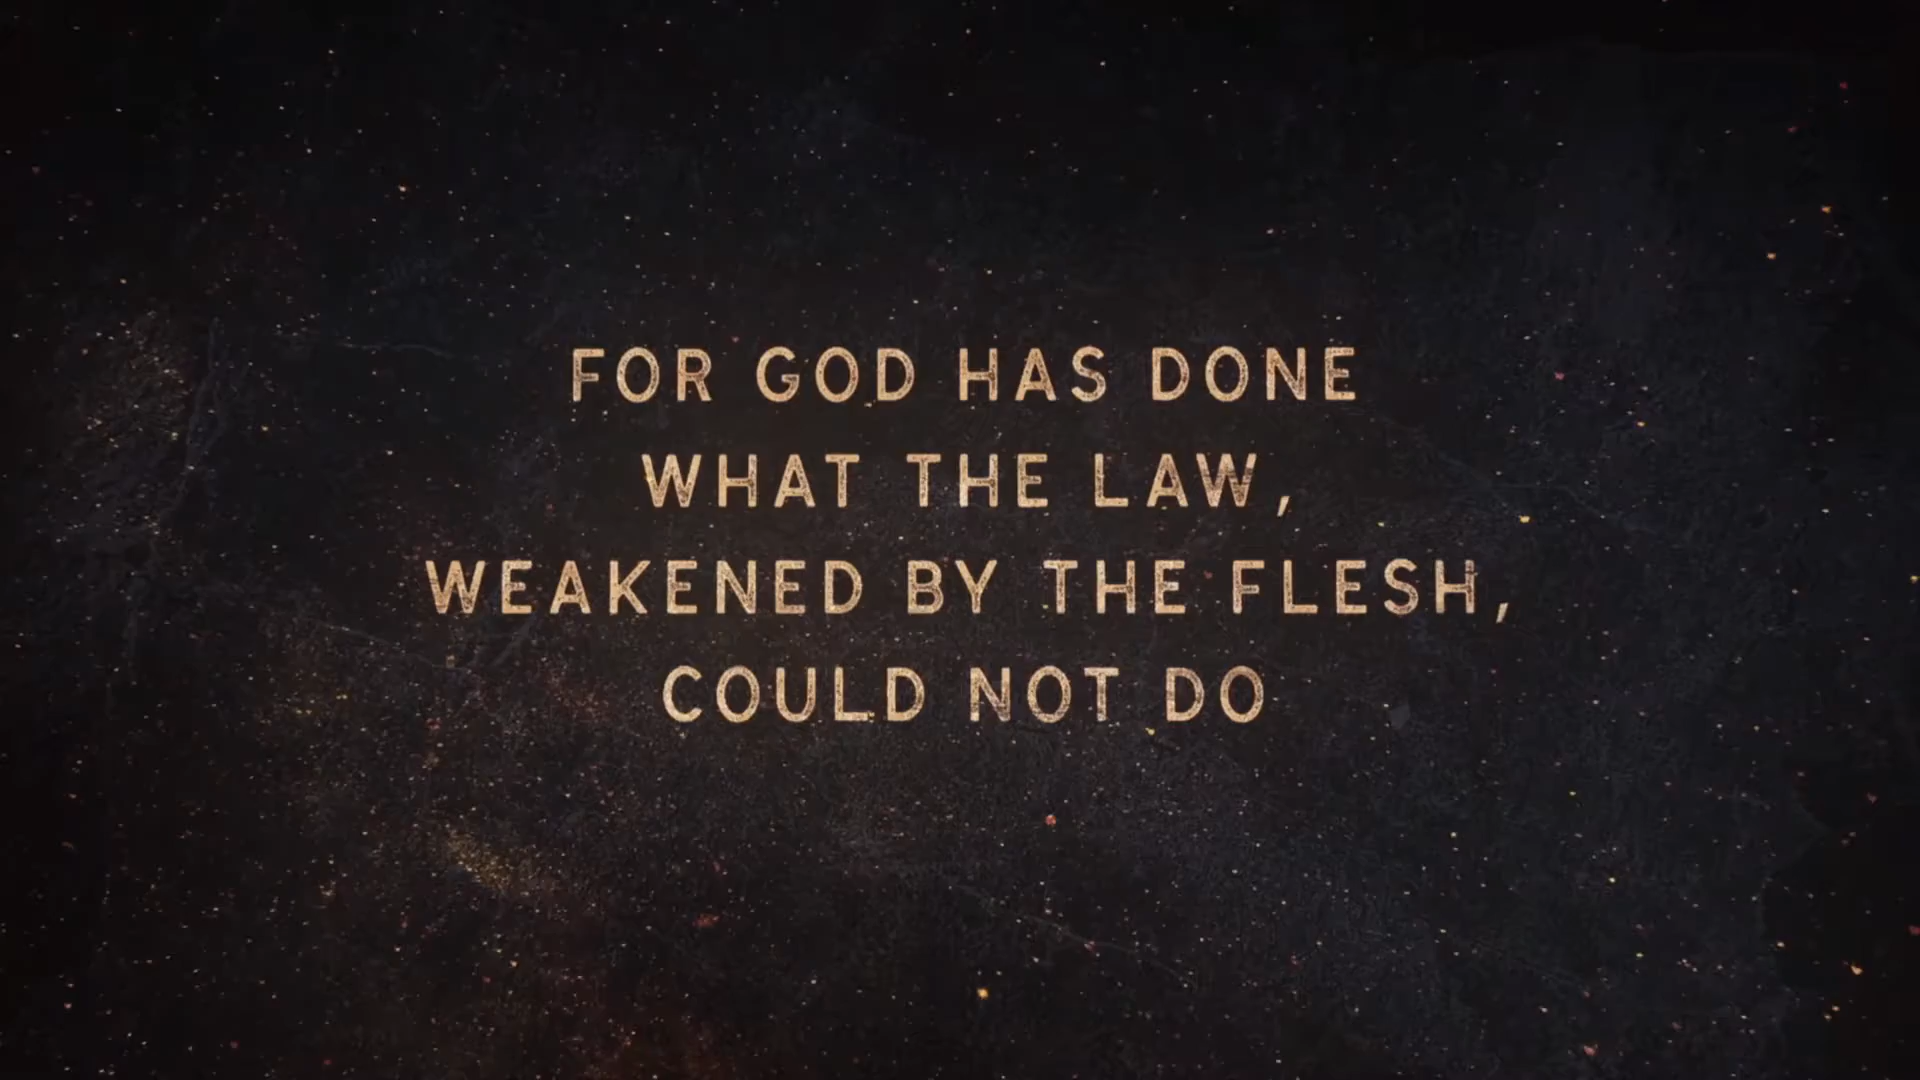 FOR GOD HAS DONE
WHAT THE LAW,
WEAKENED BY THE FLESH,
COULD NOT DO